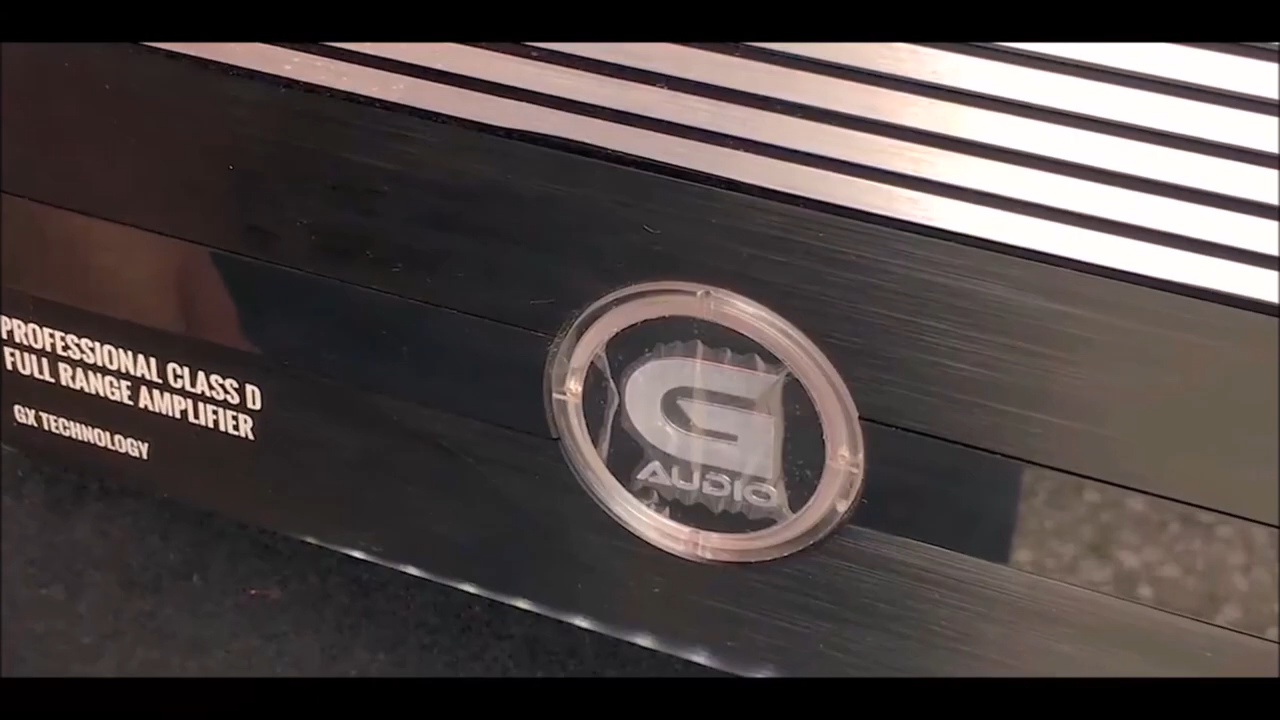 PROFESSIONAL CLASS D
FULL RANGE AMPLIFIER
GX TECHNOLOGY
G
AUDIO